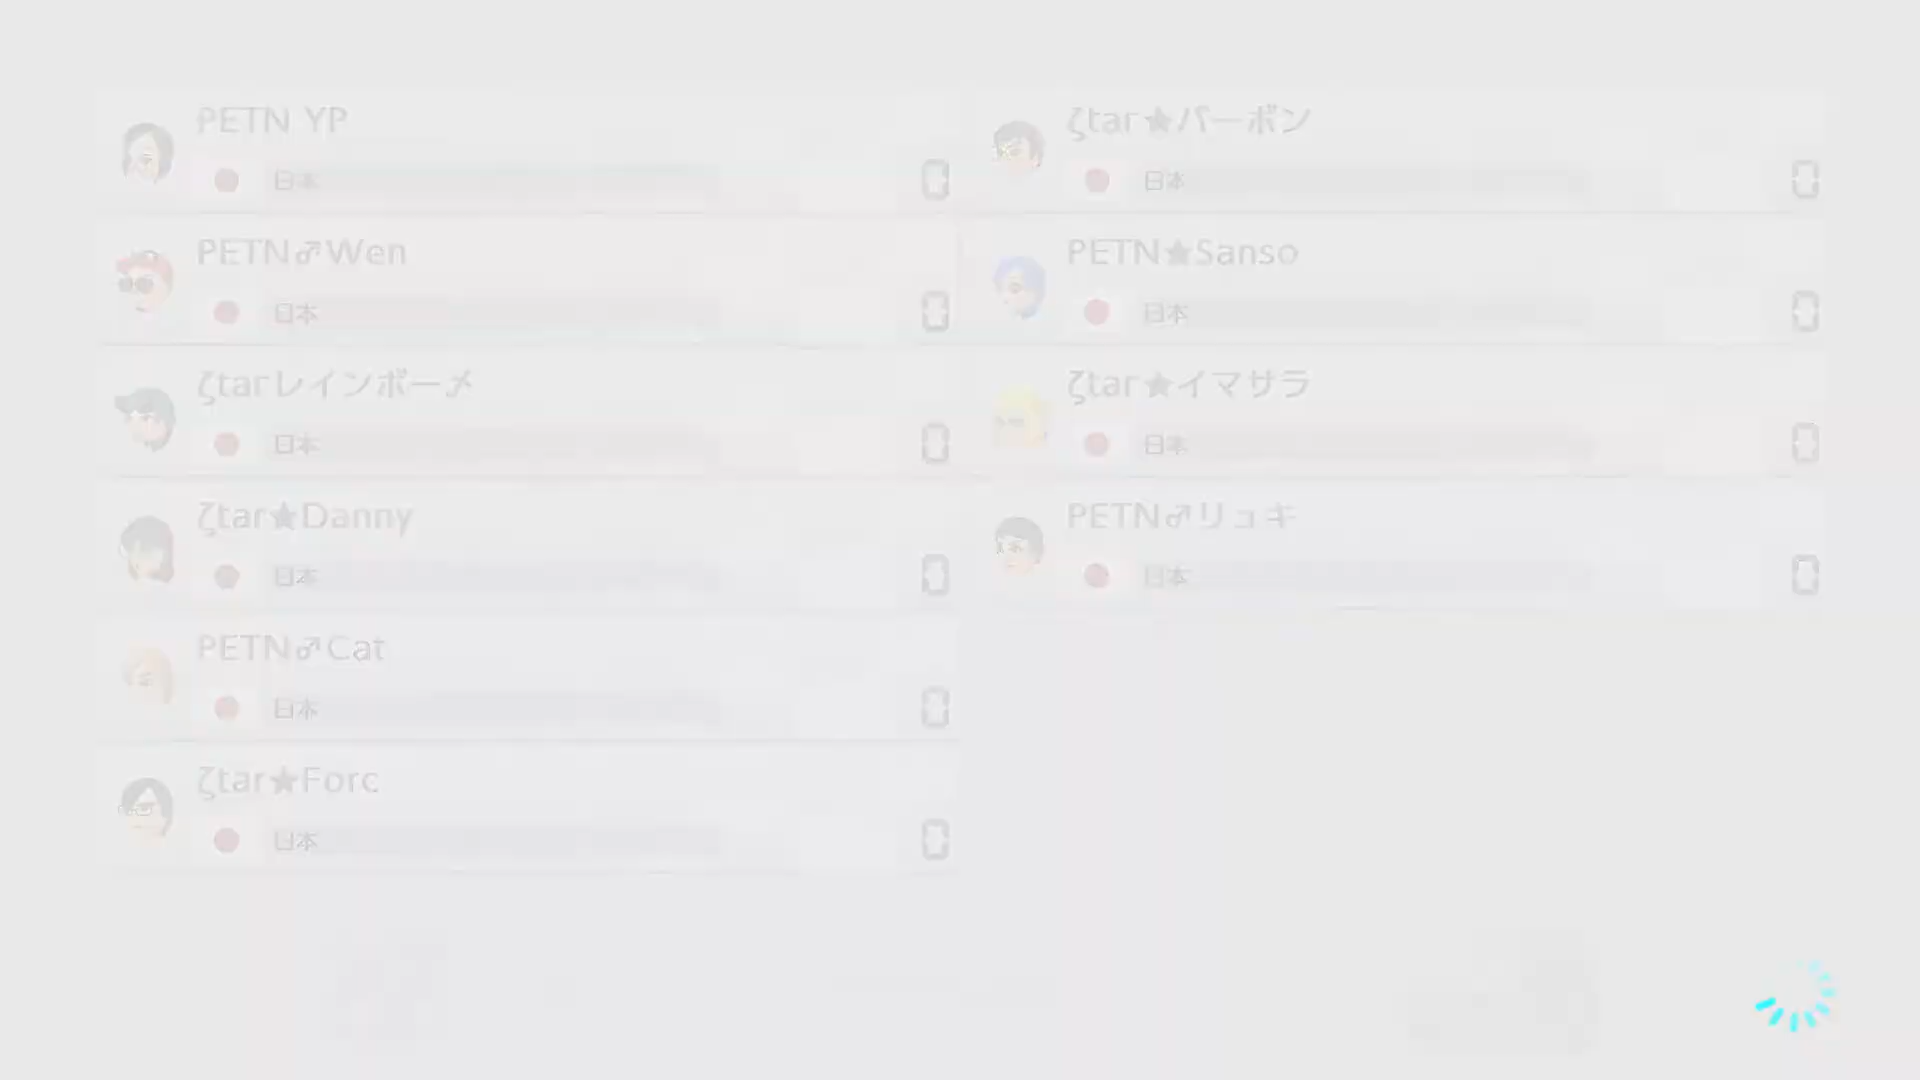 PETN YP
日本
PETN♂Wen
日本
ζtarレインボーメ
日本
ζtar★Danny
日本
PETN♂Cat
日本
ζtar★Forc
日本
ζtar★バーボン
日本
PETN★Sanso
日本
ζtar★イマサラ
日本
PETN♂リュキ
日本